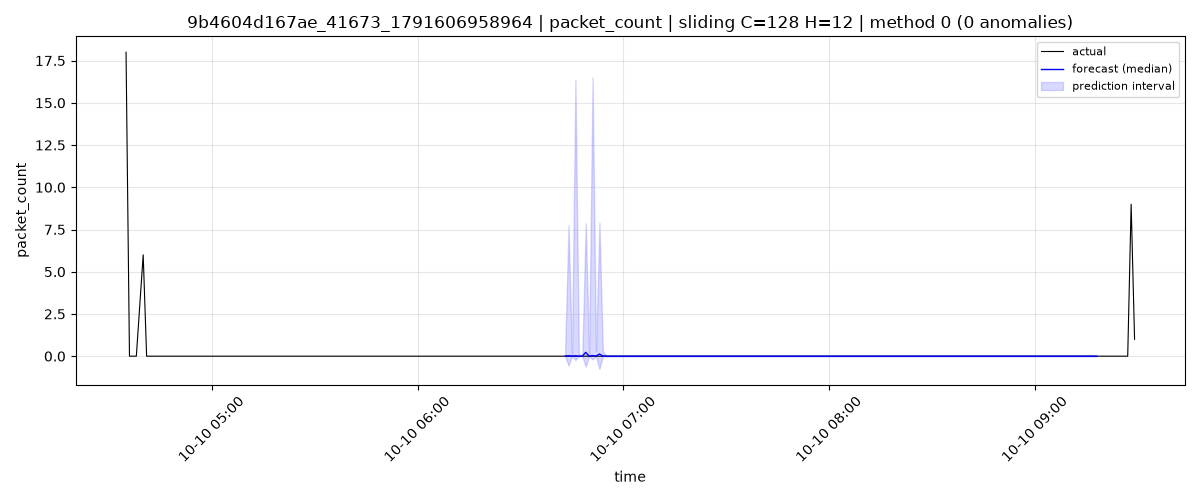 9b4604d167ae_41673_1791606958964 | packet_count | sliding C=128 H=12 | method 0 (0 anomalies)
actual
forecast (median)
prediction interval
packet_count
17.5
15.0
12.5
10.0
7.5
5.0
2.5
0.0
10-10 05:00
10-10 06:00
10-10 07:00
10-10 08:00
10-10 09:00
time